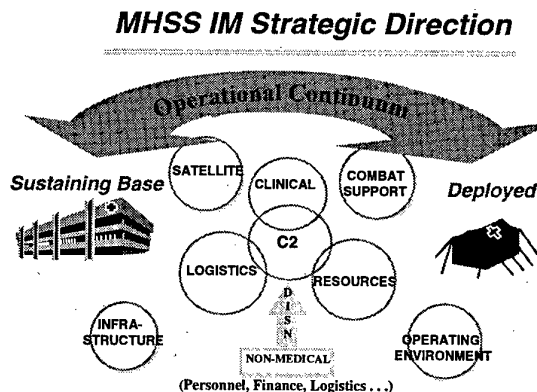 MHSS IM Strategic Direction
Operational Continuum
Sustaining Base
SATELLITE
CLINICAL
COMBAT
SUPPORT
Deployed
C2
LOGISTICS
RESOURCES
DISN
INFRA-
STRUCTURE
OPERATING
ENVIRONMENT
NON-MEDICAL
(Personnel, Finance, Logistics . . .)